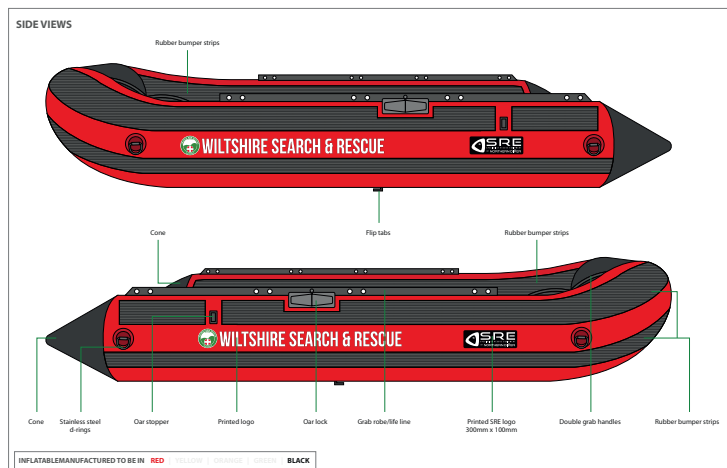 SIDE VIEWS
Rubber bumper strips
WILTSHIRE SEARCH & RESCUE
SRE
Flip tabs
Cone
Rubber bumper strips
WILTSHIRE SEARCH & RESCUE
SRE
Cone
Stainless steel
d-rings
Oar stopper
Printed logo
Oar lock
Grab robe/life line
Printed SRE logo
300mm x 100mm
Double grab handles
Rubber bumper strips
INFLATABLEMANUFACTURED TO BE IN RED | YELLOW | ORANGE | GREEN | BLACK